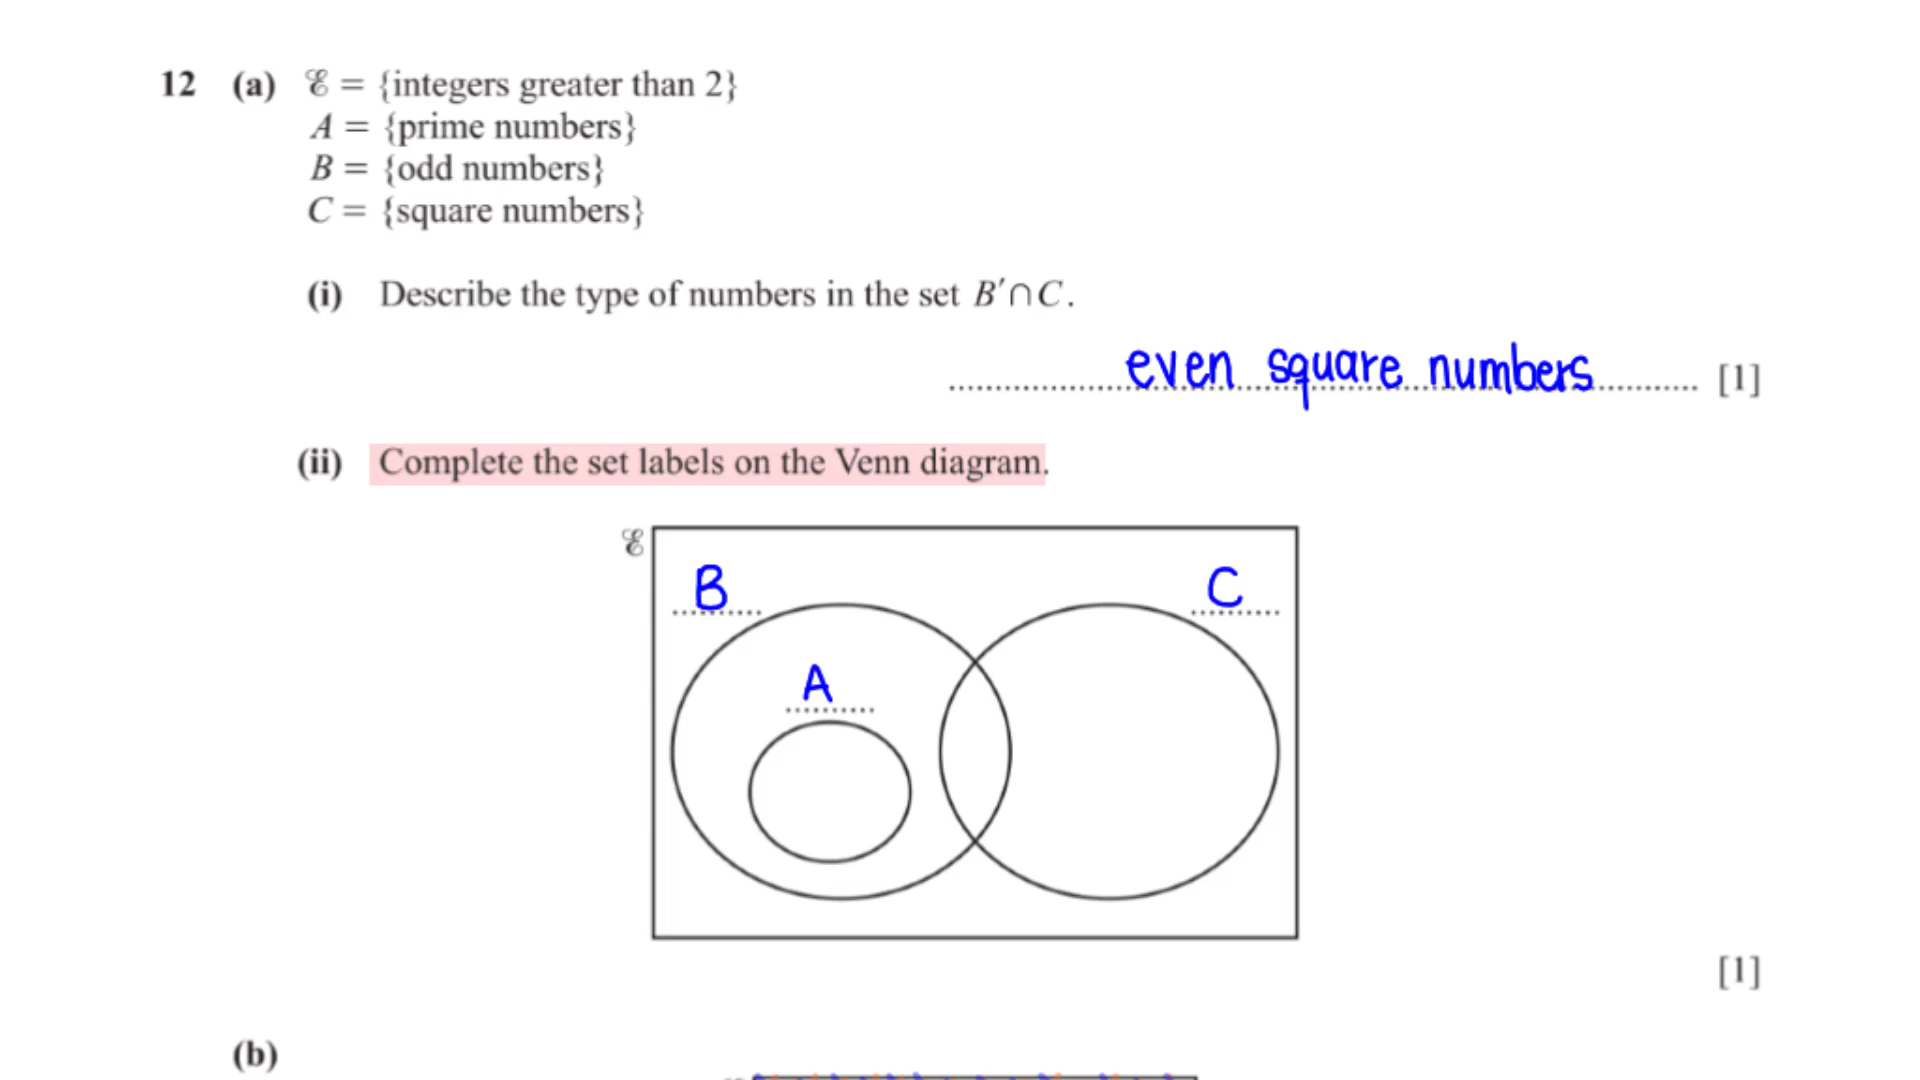 12 (a) ℰ = {integers greater than 2}
A = {prime numbers}
B = {odd numbers}
C = {square numbers}
(i) Describe the type of numbers in the set B′∩C.
even square numbers [1]
(ii) Complete the set labels on the Venn diagram.
ℰ
B C
A
[1]
(b)